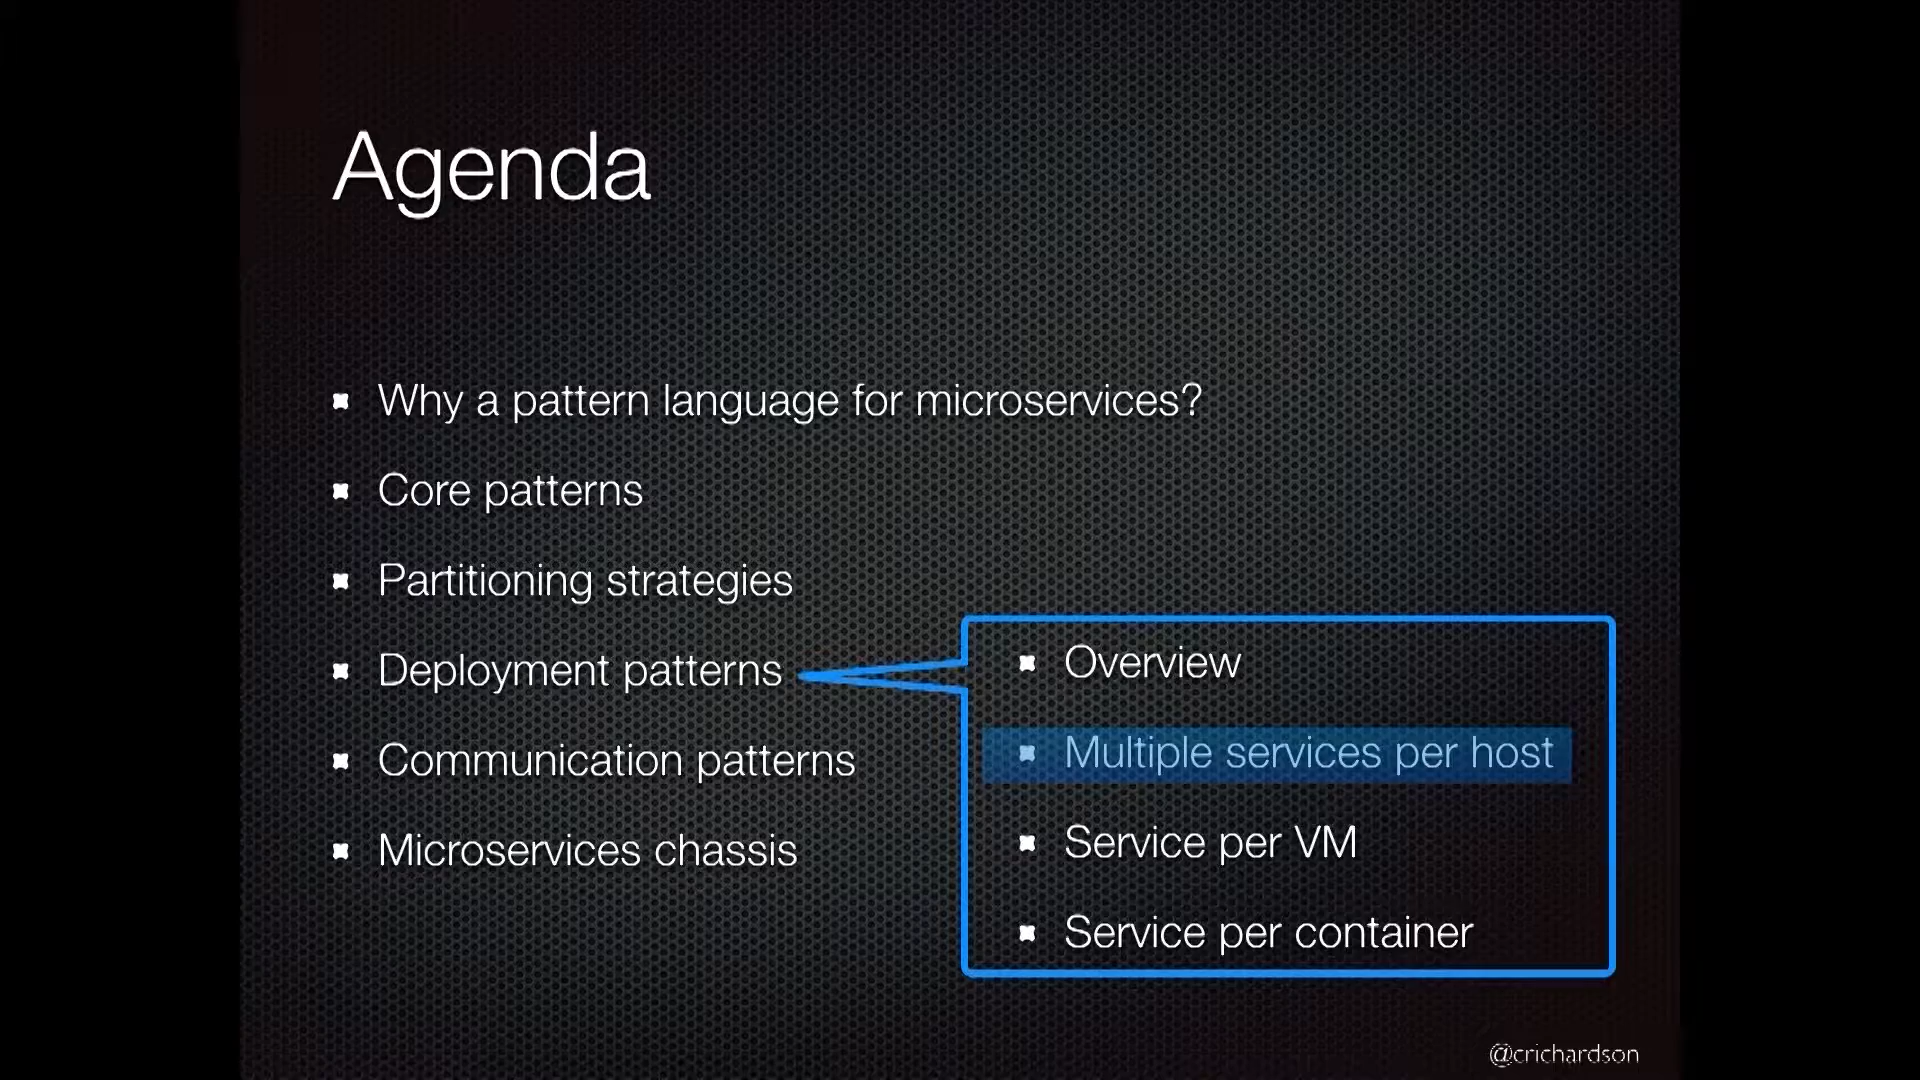 Agenda
Why a pattern language for microservices?
Core patterns
Partitioning strategies
Deployment patterns
Communication patterns
Microservices chassis
Overview
Multiple services per host
Service per VM
Service per container
@crichardson